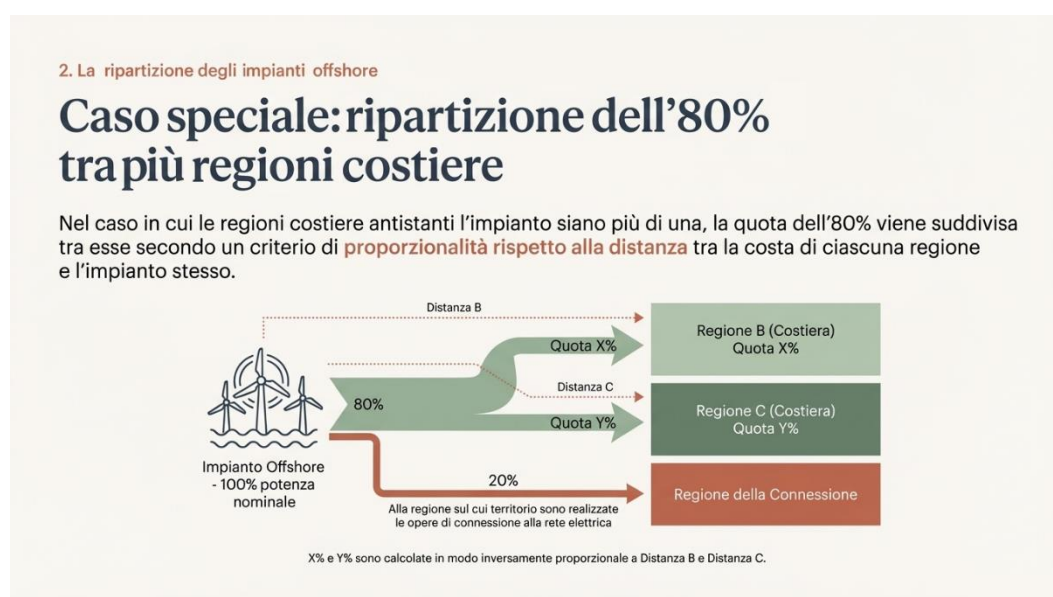 2. La ripartizione degli impianti offshore
Caso speciale: ripartizione dell'80%
tra più regioni costiere
Nel caso in cui le regioni costiere antistanti l'impianto siano più di una, la quota dell'80% viene suddivisa
tra esse secondo un criterio di proporzionalità rispetto alla distanza tra la costa di ciascuna regione
e l'impianto stesso.
Distanza B
Quota X%
Regione B (Costiera)
Quota X%
80%
Distanza C
Quota Y%
Regione C (Costiera)
Quota Y%
Impianto Offshore
- 100% potenza
nominale
20%
Alla regione sul cui territorio sono realizzate
le opere di connessione alla rete elettrica
Regione della Connessione
X% e Y% sono calcolate in modo inversamente proporzionale a Distanza B e Distanza C.